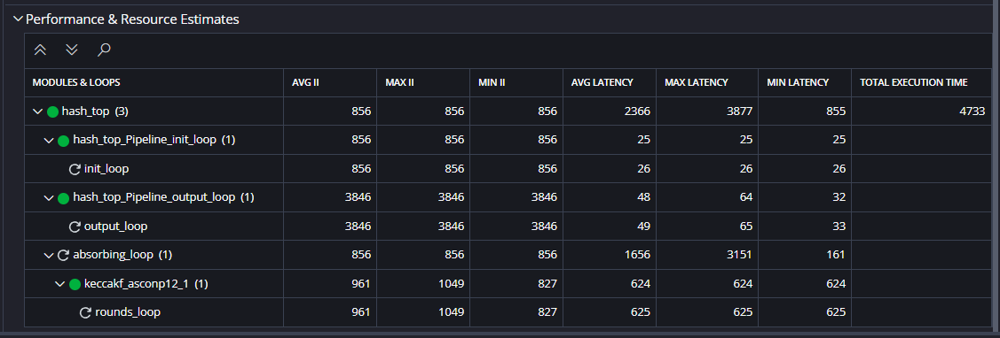 Performance & Resource Estimates
MODULES & LOOPS AVG II MAX II MIN II AVG LATENCY MAX LATENCY MIN LATENCY TOTAL EXECUTION TIME
hash_top (3) 856 856 856 2366 3877 855 4733
hash_top_Pipeline_init_loop (1) 856 856 856 25 25 25
init_loop 856 856 856 26 26 26
hash_top_Pipeline_output_loop (1) 3846 3846 3846 48 64 32
output_loop 3846 3846 3846 49 65 33
absorbing_loop (1) 856 856 856 1656 3151 161
keccakf_asconp12_1 (1) 961 1049 827 624 624 624
rounds_loop 961 1049 827 625 625 625